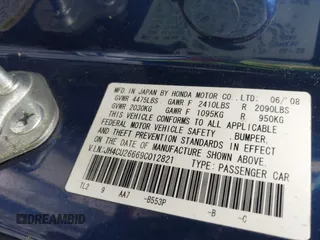 MFD. IN JAPAN BY HONDA MOTOR CO., LTD. 06/08
GVWR 4475LBS GAWR F 2410LBS R 2090LBS
GVWR 2030KG GAWR F 1095KG R 950KG
THIS VEHICLE CONFORMS TO ALL APPLICABLE
FEDERAL MOTOR VEHICLE SAFETY, BUMPER,
AND THEFT PREVENTION STANDARDS IN EFFECT
ON THE DATE OF MANUFACTURE SHOWN ABOVE.
V.I.N: JH4CU26669C012821 TYPE: PASSENGER CAR
TL2 9 AA7 -B553P -B -C
DREAMBID